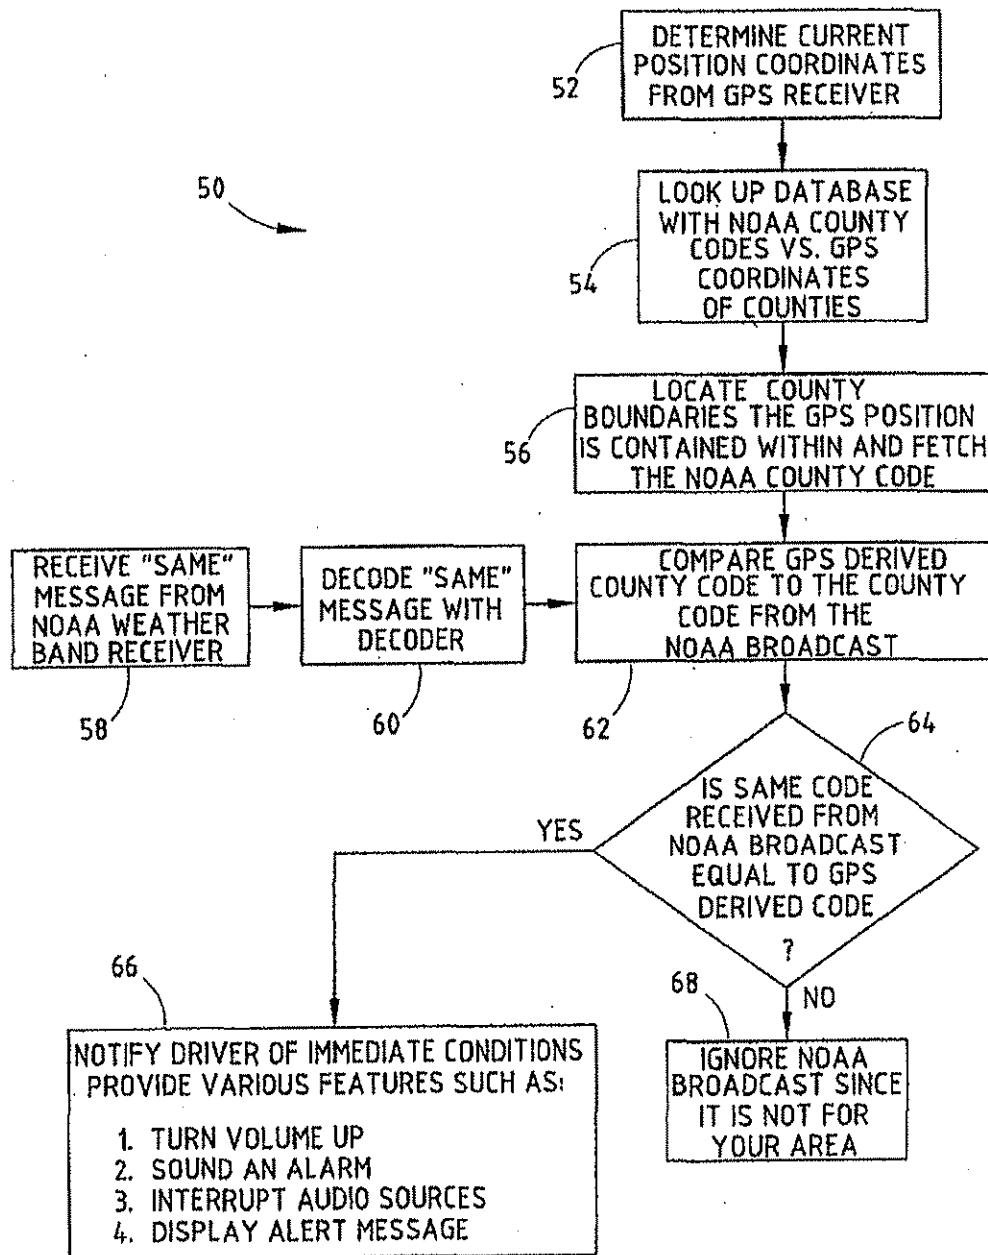 DETERMINE CURRENT
POSITION COORDINATES
FROM GPS RECEIVER
52
50
LOOK UP DATABASE
WITH NOAA COUNTY
CODES VS. GPS
COORDINATES
OF COUNTIES
54
LOCATE COUNTY
BOUNDARIES THE GPS POSITION
IS CONTAINED WITHIN AND FETCH
THE NOAA COUNTY CODE
56
RECEIVE "SAME"
MESSAGE FROM
NOAA WEATHER
BAND RECEIVER
58
DECODE "SAME"
MESSAGE WITH
DECODER
60
COMPARE GPS DERIVED
COUNTY CODE TO THE COUNTY
CODE FROM THE
NOAA BROADCAST
62
64
IS SAME CODE
RECEIVED FROM
NOAA BROADCAST
EQUAL TO GPS
DERIVED CODE
?
YES
NO
66
NOTIFY DRIVER OF IMMEDIATE CONDITIONS
PROVIDE VARIOUS FEATURES SUCH AS:
1. TURN VOLUME UP
2. SOUND AN ALARM
3. INTERRUPT AUDIO SOURCES
4. DISPLAY ALERT MESSAGE
68
IGNORE NOAA
BROADCAST SINCE
IT IS NOT FOR
YOUR AREA